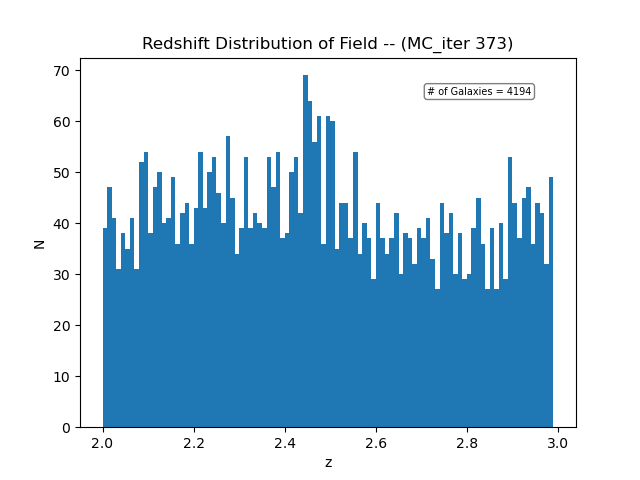 Redshift Distribution of Field -- (MC_iter 373)
# of Galaxies = 4194
70
60
50
40
30
20
10
0
N
2.0 2.2 2.4 2.6 2.8 3.0
z